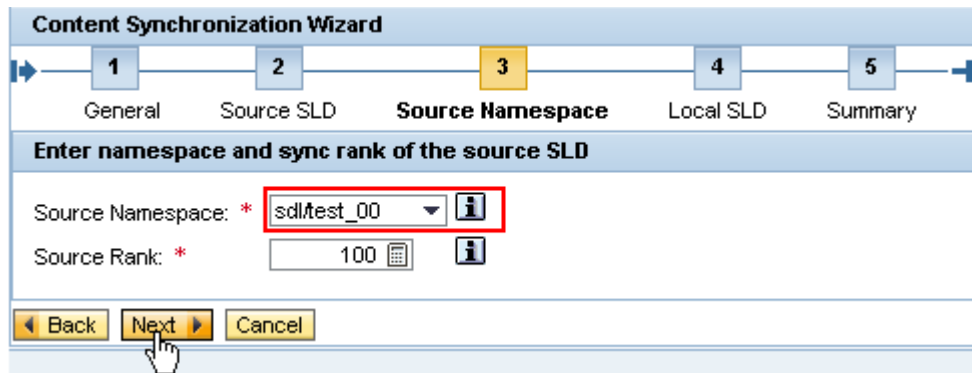 Content Synchronization Wizard
1 2 3 4 5
General Source SLD Source Namespace Local SLD Summary
Enter namespace and sync rank of the source SLD
Source Namespace: * sdl/test_00 i
Source Rank: * 100 i
Back Next Cancel